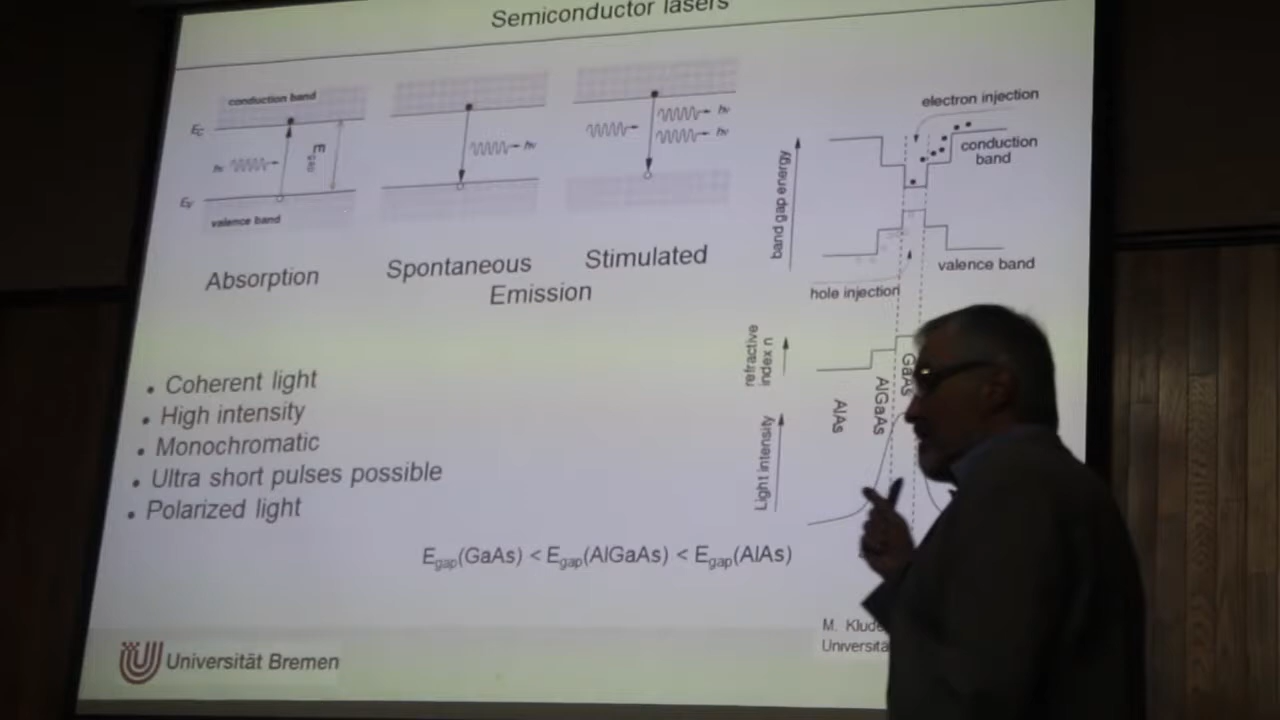 Semiconductor lasers
conduction band
E_C
hν
E_gap
E_V
valence band
hν
hν
hν
Absorption
Spontaneous
Stimulated
Emission
• Coherent light
• High intensity
• Monochromatic
• Ultra short pulses possible
• Polarized light
E_gap(GaAs) < E_gap(AlGaAs) < E_gap(AlAs)
band gap energy
electron injection
conduction
band
valence band
hole injection
refractive
index n
GaAs
AlGaAs
AlAs
Light intensity
M. Klude
Universitä
Universität Bremen